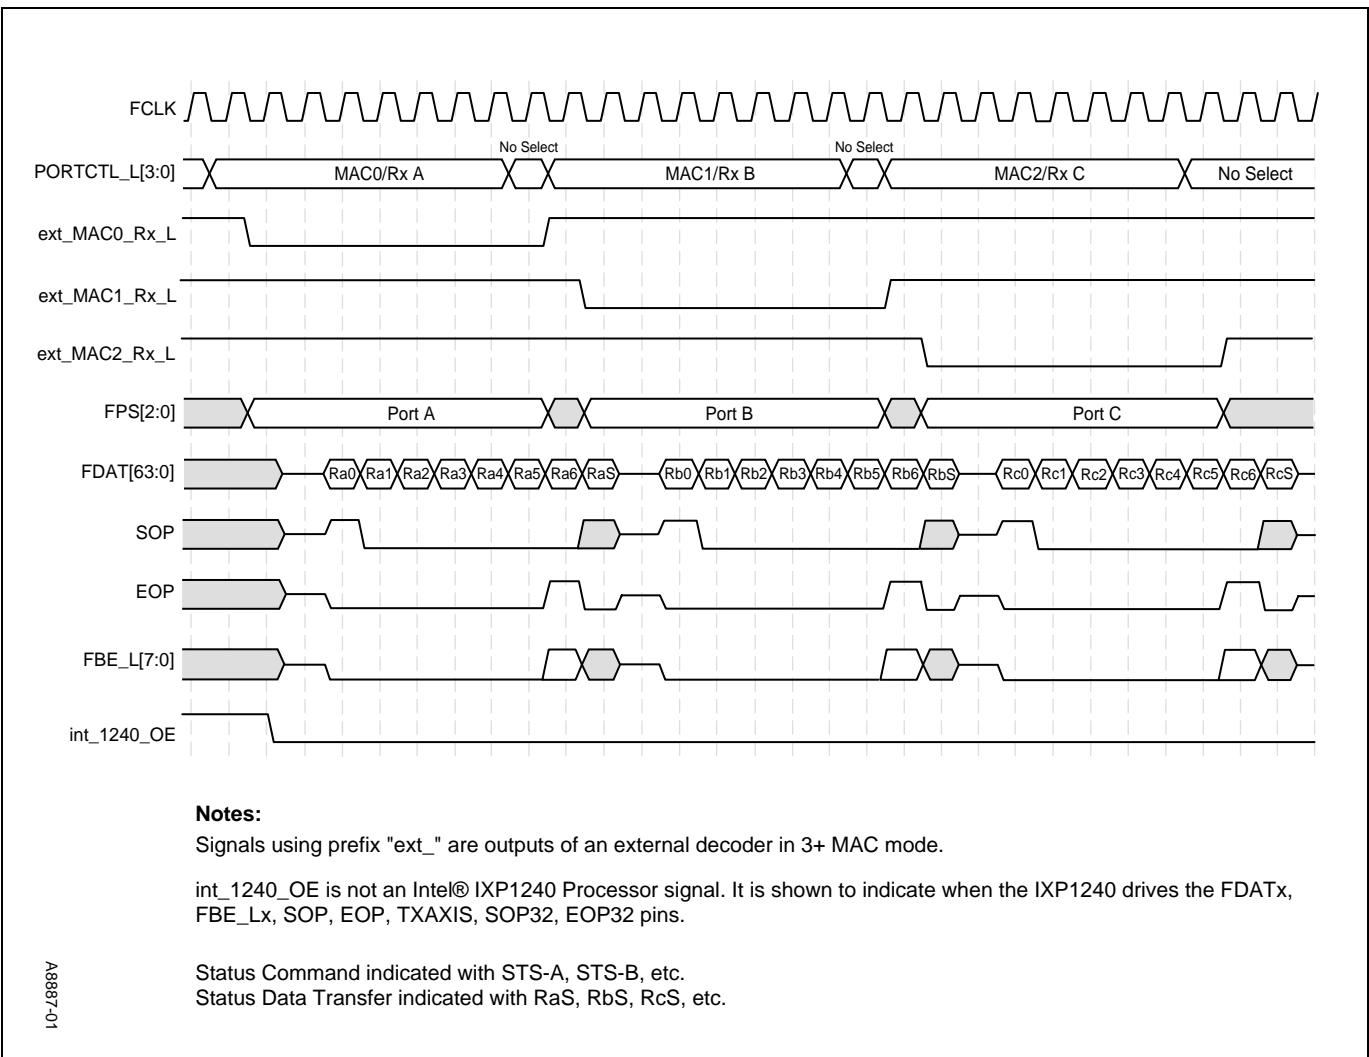 FCLK
No Select
No Select
PORTCTL_L[3:0]
MAC0/Rx A
MAC1/Rx B
MAC2/Rx C
No Select
ext_MAC0_Rx_L
ext_MAC1_Rx_L
ext_MAC2_Rx_L
FPS[2:0]
Port A
Port B
Port C
FDAT[63:0]
Ra0 Ra1 Ra2 Ra3 Ra4 Ra5 Ra6 RaS
Rb0 Rb1 Rb2 Rb3 Rb4 Rb5 Rb6 RbS
Rc0 Rc1 Rc2 Rc3 Rc4 Rc5 Rc6 RcS
SOP
EOP
FBE_L[7:0]
int_1240_OE
Notes:
Signals using prefix "ext_" are outputs of an external decoder in 3+ MAC mode.
int_1240_OE is not an Intel® IXP1240 Processor signal. It is shown to indicate when the IXP1240 drives the FDATx,
FBE_Lx, SOP, EOP, TXAXIS, SOP32, EOP32 pins.
Status Command indicated with STS-A, STS-B, etc.
Status Data Transfer indicated with RaS, RbS, RcS, etc.
A8887-01